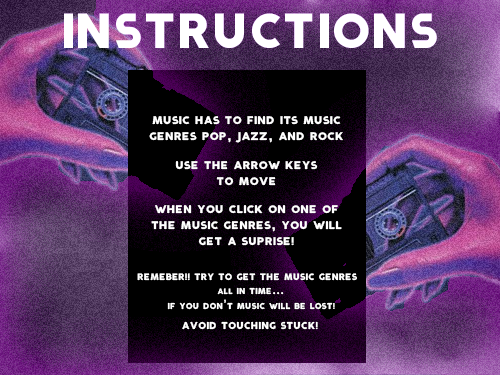 INSTRUCTIONS
MUSIC HAS TO FIND ITS MUSIC
GENRES POP, JAZZ, AND ROCK
USE THE ARROW KEYS
TO MOVE
WHEN YOU CLICK ON ONE OF
THE MUSIC GENRES, YOU WILL
GET A SUPRISE!
REMEBER!! TRY TO GET THE MUSIC GENRES
ALL IN TIME...
IF YOU DON'T MUSIC WILL BE LOST!
AVOID TOUCHING STUCK!